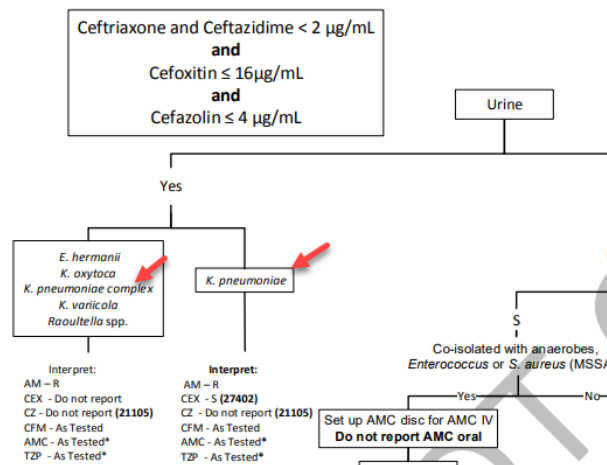 Ceftriaxone and Ceftazidime < 2 µg/mL
and
Cefoxitin ≤ 16µg/mL
and
Cefazolin ≤ 4 µg/mL
Urine
Yes
E. hermanii
K. oxytoca
K. pneumoniae complex
K. variicola
Raoultella spp.
K. pneumoniae
Interpret:
AM – R
CEX - Do not report
CZ - Do not report (21105)
CFM - As Tested
AMC - As Tested*
TZP - As Tested*
Interpret:
AM – R
CEX - S (27402)
CZ - Do not report (21105)
CFM - As Tested
AMC - As Tested*
TZP - As Tested*
S
Co-isolated with anaerobes,
Enterococcus or S. aureus (MSSA
Yes
No
Set up AMC disc for AMC IV
Do not report AMC oral